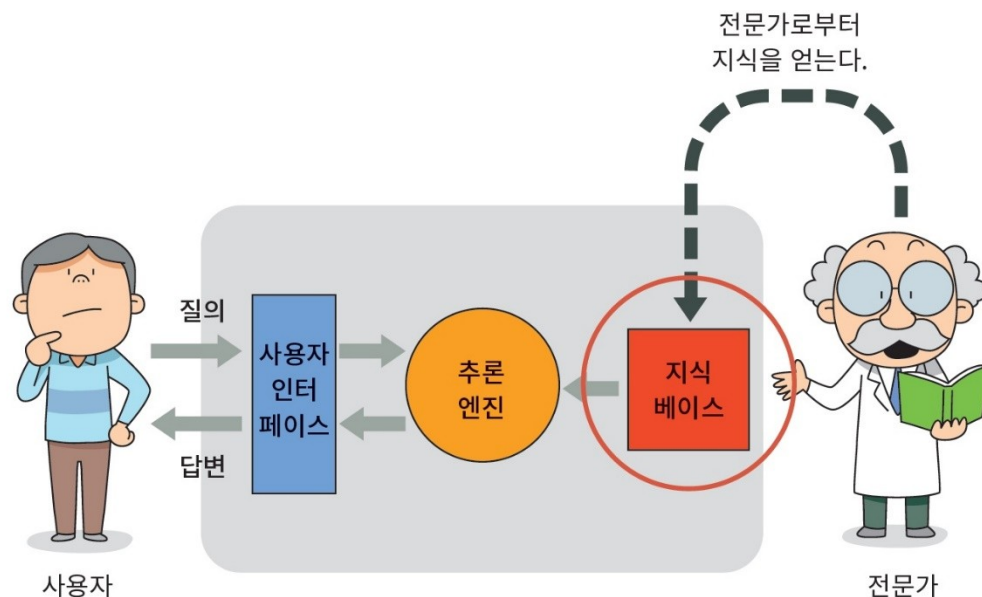 전문가로부터
지식을 얻는다.
질의
사용자
인터
페이스
추론
엔진
지식
베이스
답변
사용자
전문가